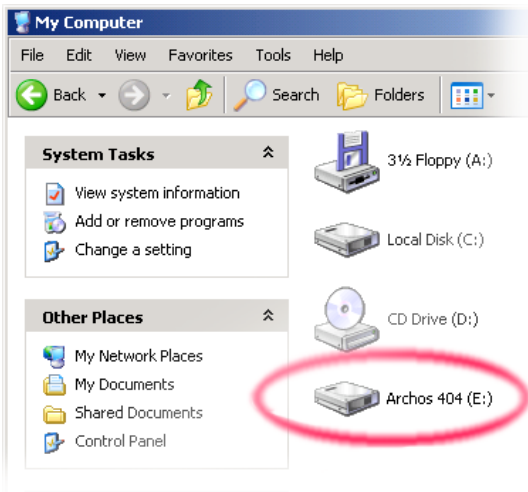 My Computer
File Edit View Favorites Tools Help
Back Search Folders
System Tasks
View system information
Add or remove programs
Change a setting
Other Places
My Network Places
My Documents
Shared Documents
Control Panel
3½ Floppy (A:)
Local Disk (C:)
CD Drive (D:)
Archos 404 (E:)